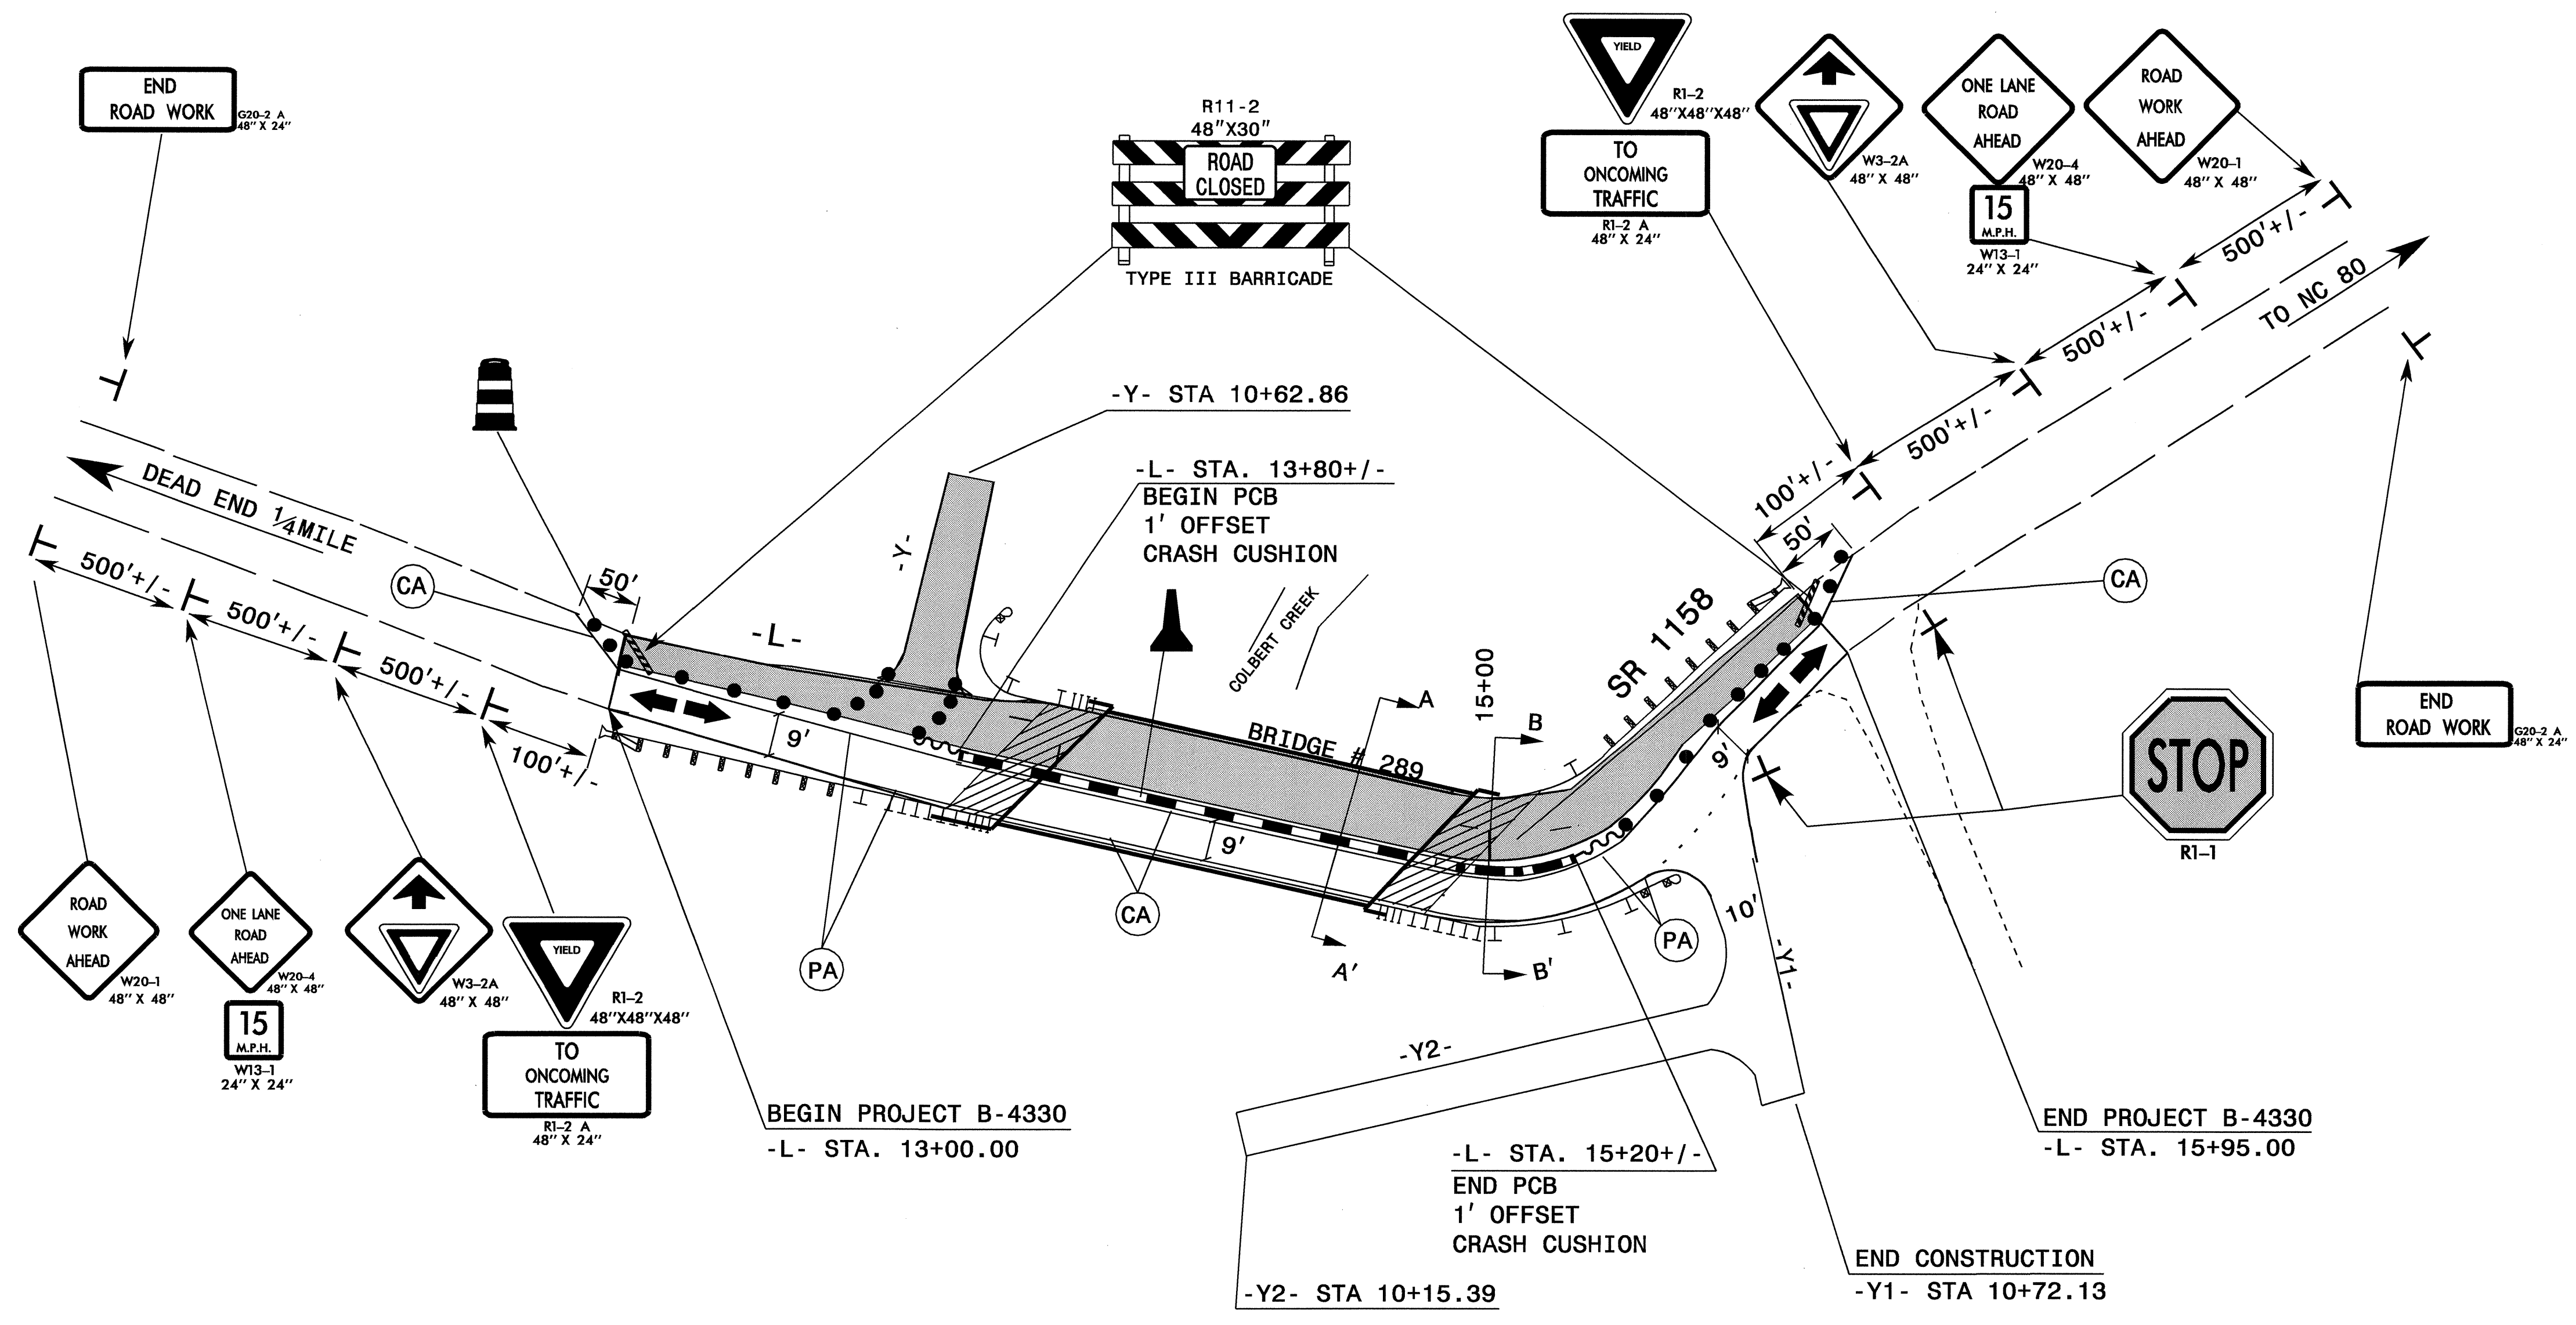 END
ROAD WORK
G20-2 A
48" X 24"
R11-2
48"X30"
ROAD
CLOSED
TYPE III BARRICADE
YIELD
R1-2
48"X48"X48"
TO
ONCOMING
TRAFFIC
R1-2 A
48" X 24"
W3-2A
48" X 48"
ONE LANE
ROAD
AHEAD
W20-4
48" X 48"
15
M.P.H.
W13-1
24" X 24"
ROAD
WORK
AHEAD
W20-1
48" X 48"
500'+/-
500'+/-
500'+/-
100'+/-
50'
TO NC 80
-Y- STA 10+62.86
-L- STA. 13+80+/-
BEGIN PCB
1' OFFSET
CRASH CUSHION
DEAD END 1/4MILE
500'+/-
500'+/-
500'+/-
100'+/-
CA
50'
-L-
-Y-
COLBERT CREEK
SR 1158
CA
15+00
A
B
BRIDGE # 289
9'
9'
9'
A'
B'
CA
PA
PA
10'
-Y1-
-Y2-
STOP
R1-1
END
ROAD WORK
G20-2 A
48" X 24"
ROAD
WORK
AHEAD
W20-1
48" X 48"
ONE LANE
ROAD
AHEAD
W20-4
48" X 48"
15
M.P.H.
W13-1
24" X 24"
W3-2A
48" X 48"
YIELD
R1-2
48"X48"X48"
TO
ONCOMING
TRAFFIC
R1-2 A
48" X 24"
BEGIN PROJECT B-4330
-L- STA. 13+00.00
-L- STA. 15+20+/-
END PCB
1' OFFSET
CRASH CUSHION
-Y2- STA 10+15.39
END PROJECT B-4330
-L- STA. 15+95.00
END CONSTRUCTION
-Y1- STA 10+72.13